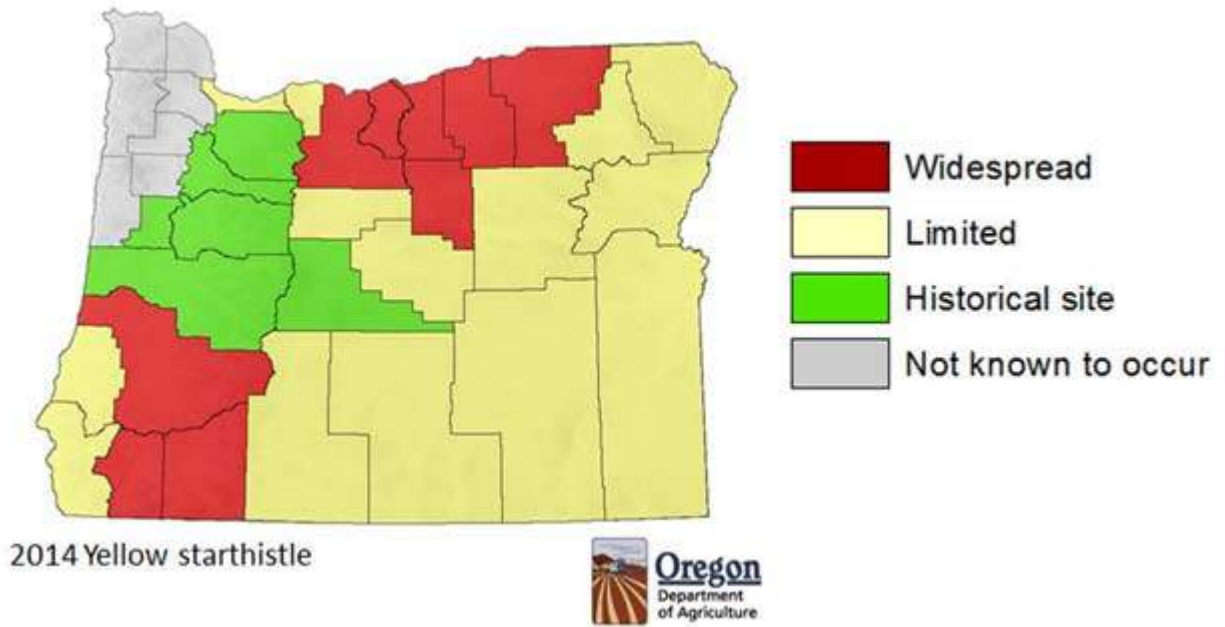 Widespread
Limited
Historical site
Not known to occur
2014 Yellow starthistle
Oregon
Department
of Agriculture